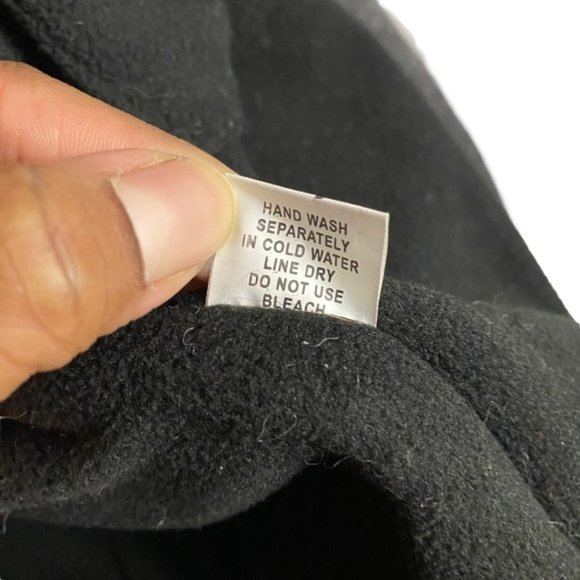 HAND WASH
SEPARATELY
IN COLD WATER
LINE DRY
DO NOT USE
BLEACH